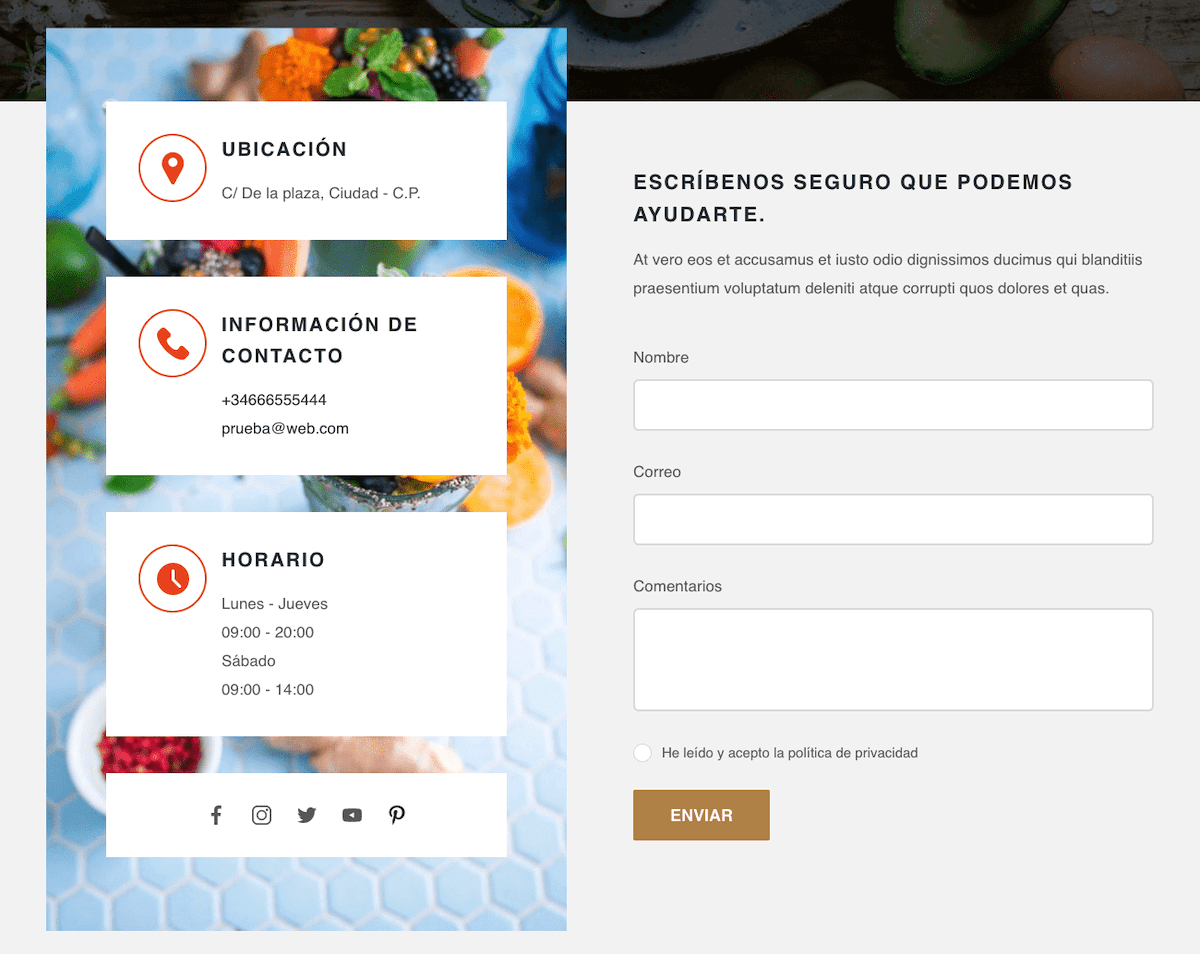 UBICACIÓN
C/ De la plaza, Ciudad - C.P.
INFORMACIÓN DE
CONTACTO
+34666555444
prueba@web.com
HORARIO
Lunes - Jueves
09:00 - 20:00
Sábado
09:00 - 14:00
ESCRÍBENOS SEGURO QUE PODEMOS
AYUDARTE.
At vero eos et accusamus et iusto odio dignissimos ducimus qui blanditiis
praesentium voluptatum deleniti atque corrupti quos dolores et quas.
Nombre
Correo
Comentarios
He leído y acepto la política de privacidad
ENVIAR